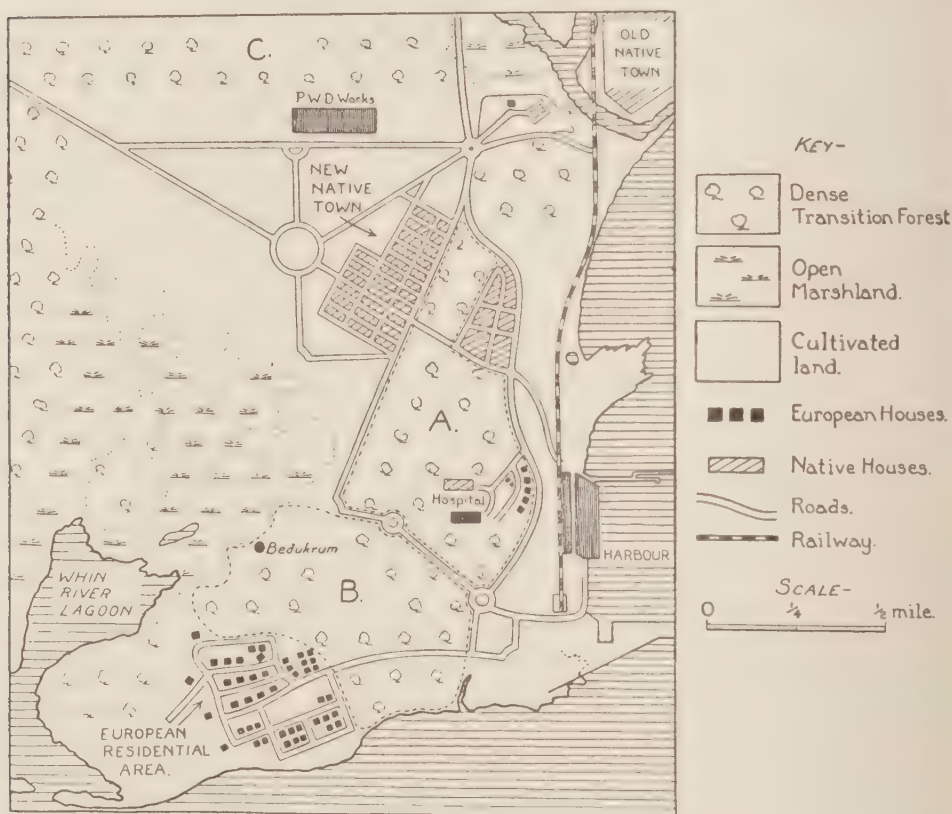 OLD
NATIVE
TOWN
C.
PWD Works
NEW
NATIVE
TOWN
A.
Hospital
Bedukrum
HARBOUR
WHIN
RIVER
LAGOON
B.
EUROPEAN
RESIDENTIAL
AREA.
KEY-
Dense
Transition Forest
Open
Marshland.
Cultivated
land.
European Houses.
Native Houses.
Roads.
Railway.
SCALE-
0 1/4 1/2 mile.